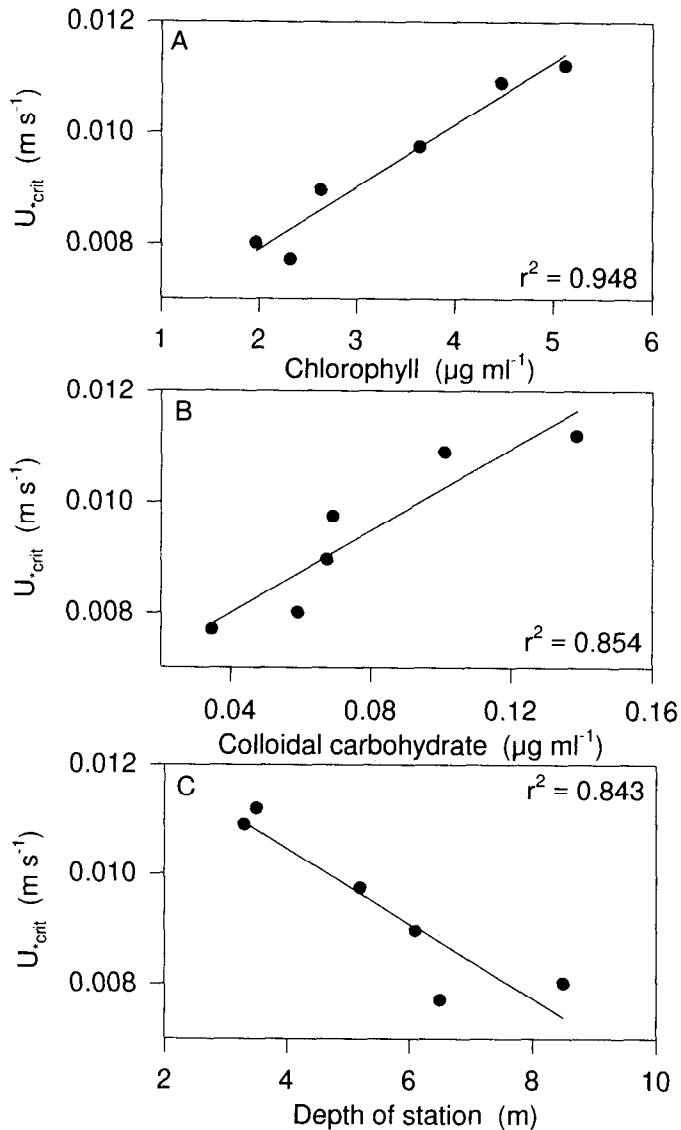 0.012
A
0.010
0.008
U*crit (m s-1)
r2 = 0.948
1 2 3 4 5 6
Chlorophyll (µg ml-1)
0.012
B
0.010
0.008
U*crit (m s-1)
r2 = 0.854
0.04 0.08 0.12 0.16
Colloidal carbohydrate (µg ml-1)
0.012
C
r2 = 0.843
0.010
0.008
U*crit (m s-1)
2 4 6 8 10
Depth of station (m)